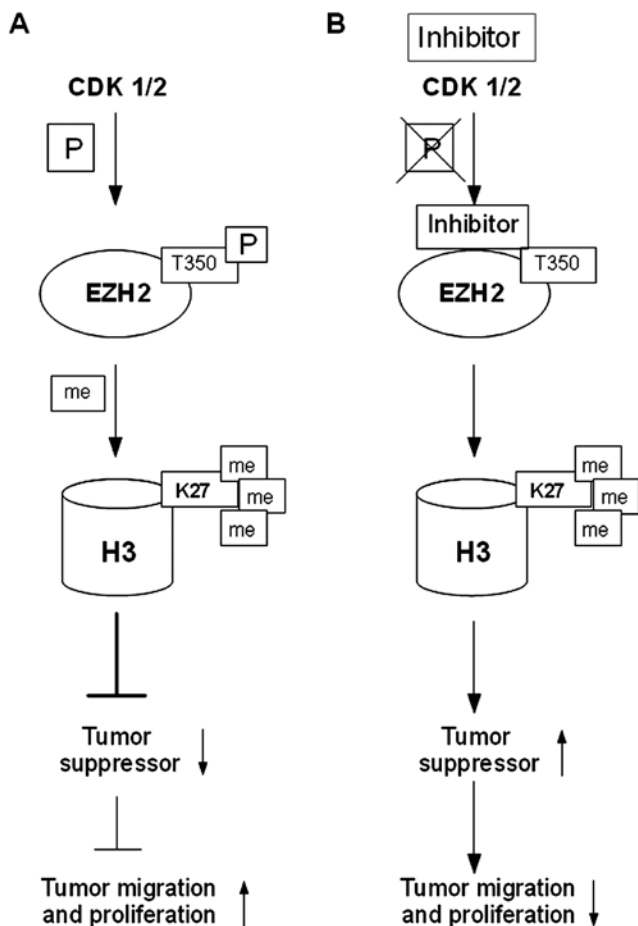 A
CDK 1/2
P
P
T350
EZH2
me
me
K27
me
me
H3
Tumor
suppressor
Tumor migration
and proliferation
B
Inhibitor
CDK 1/2
P
Inhibitor
T350
EZH2
me
K27
me
me
H3
Tumor
suppressor
Tumor migration
and proliferation